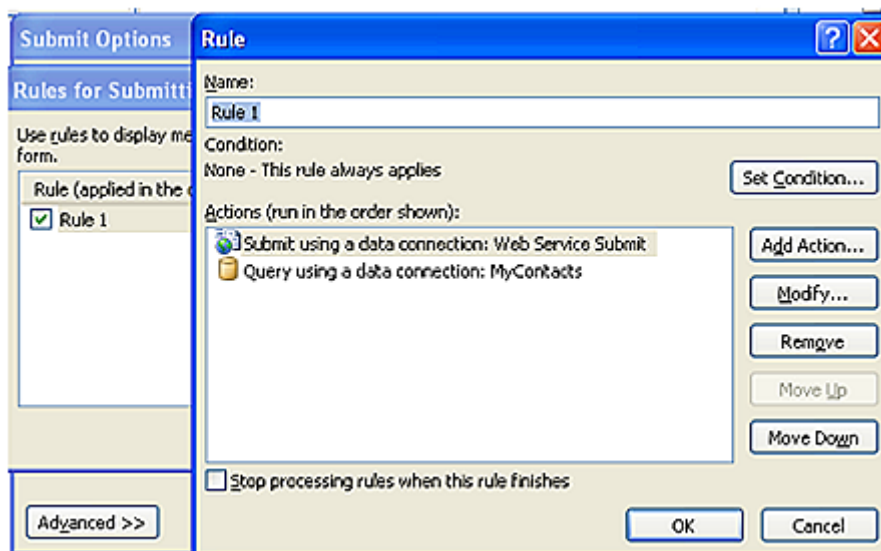 Submit Options
Rules for Submitti
Use rules to display me
form.
Rule (applied in the
Rule 1
Advanced >>
Rule
Name:
Rule 1
Condition:
None - This rule always applies
Set Condition...
Actions (run in the order shown):
Submit using a data connection: Web Service Submit
Query using a data connection: MyContacts
Add Action...
Modify...
Remove
Move Up
Move Down
Stop processing rules when this rule finishes
OK
Cancel